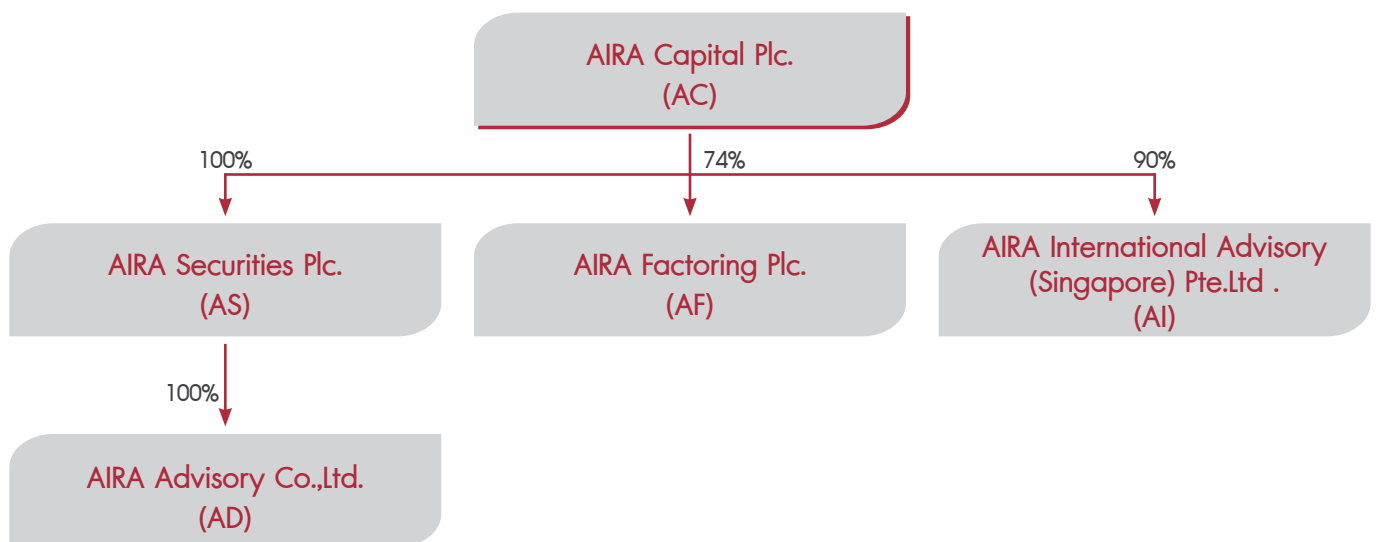 AIRA Capital Plc.
(AC)
100%
74%
90%
AIRA Securities Plc.
(AS)
AIRA Factoring Plc.
(AF)
AIRA International Advisory
(Singapore) Pte.Ltd .
(AI)
100%
AIRA Advisory Co.,Ltd.
(AD)